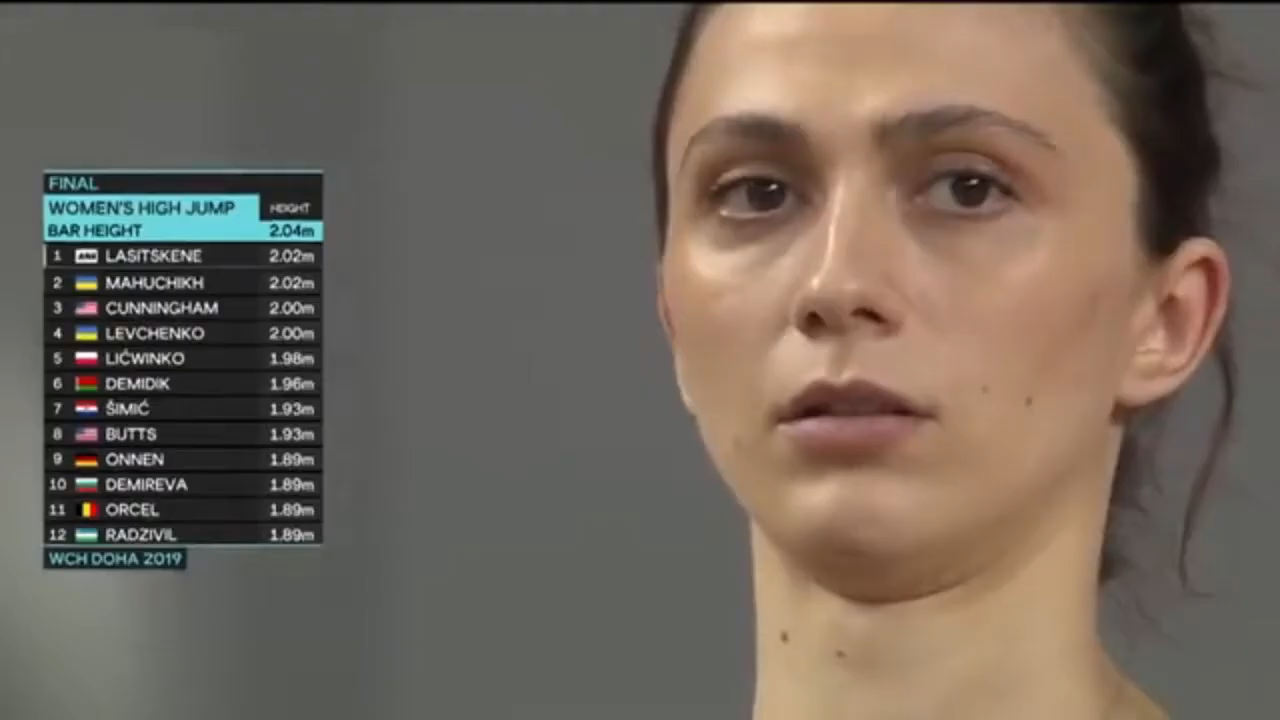 FINAL
WOMEN'S HIGH JUMP HEIGHT
BAR HEIGHT 2.04m
1 ANA LASITSKENE 2.02m
2 MAHUCHIKH 2.02m
3 CUNNINGHAM 2.00m
4 LEVCHENKO 2.00m
5 LIĆWINKO 1.98m
6 DEMIDIK 1.96m
7 ŠIMIĆ 1.93m
8 BUTTS 1.93m
9 ONNEN 1.89m
10 DEMIREVA 1.89m
11 ORCEL 1.89m
12 RADZIVIL 1.89m
WCH DOHA 2019